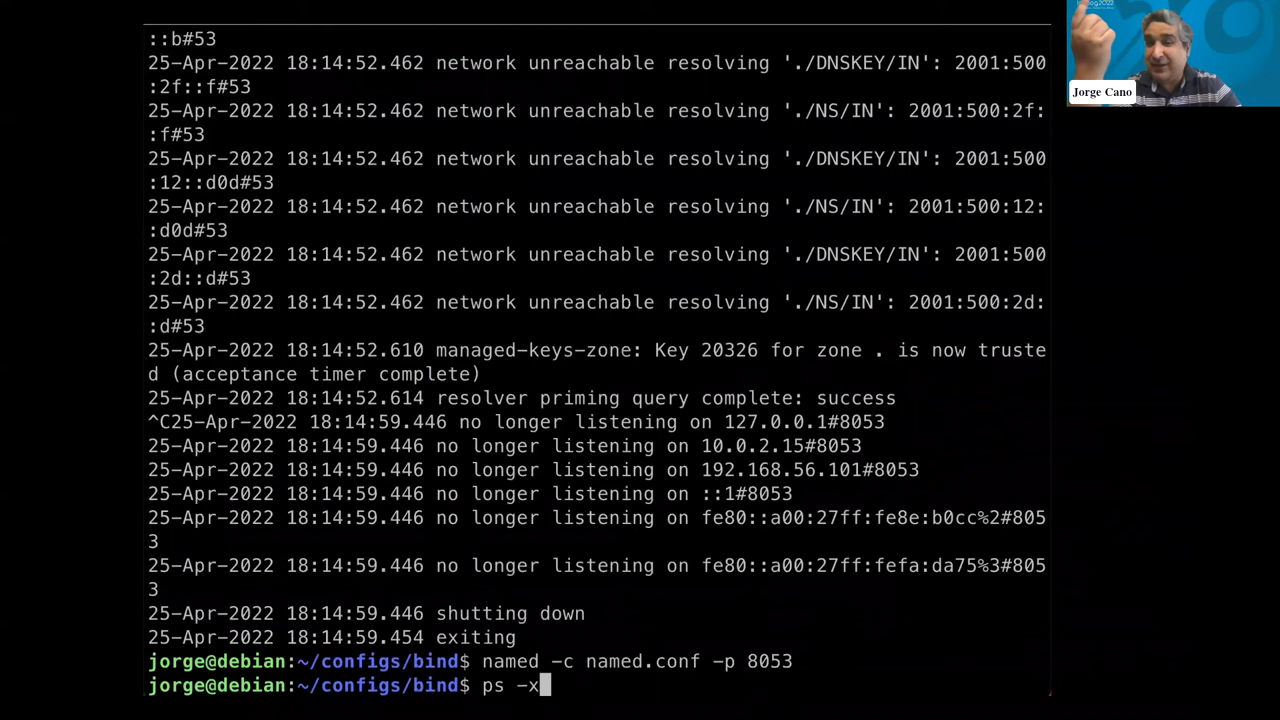 ::b#53
25-Apr-2022 18:14:52.462 network unreachable resolving './DNSKEY/IN': 2001:500
:2f::f#53
25-Apr-2022 18:14:52.462 network unreachable resolving './NS/IN': 2001:500:2f:
:f#53
25-Apr-2022 18:14:52.462 network unreachable resolving './DNSKEY/IN': 2001:500
:12::d0d#53
25-Apr-2022 18:14:52.462 network unreachable resolving './NS/IN': 2001:500:12:
:d0d#53
25-Apr-2022 18:14:52.462 network unreachable resolving './DNSKEY/IN': 2001:500
:2d::d#53
25-Apr-2022 18:14:52.462 network unreachable resolving './NS/IN': 2001:500:2d:
:d#53
25-Apr-2022 18:14:52.610 managed-keys-zone: Key 20326 for zone . is now truste
d (acceptance timer complete)
25-Apr-2022 18:14:52.614 resolver priming query complete: success
^C25-Apr-2022 18:14:59.446 no longer listening on 127.0.0.1#8053
25-Apr-2022 18:14:59.446 no longer listening on 10.0.2.15#8053
25-Apr-2022 18:14:59.446 no longer listening on 192.168.56.101#8053
25-Apr-2022 18:14:59.446 no longer listening on ::1#8053
25-Apr-2022 18:14:59.446 no longer listening on fe80::a00:27ff:fe8e:b0cc%2#805
3
25-Apr-2022 18:14:59.446 no longer listening on fe80::a00:27ff:fefa:da75%3#805
3
25-Apr-2022 18:14:59.446 shutting down
25-Apr-2022 18:14:59.454 exiting
jorge@debian:~/configs/bind$ named -c named.conf -p 8053
jorge@debian:~/configs/bind$ ps -x
Jorge Cano